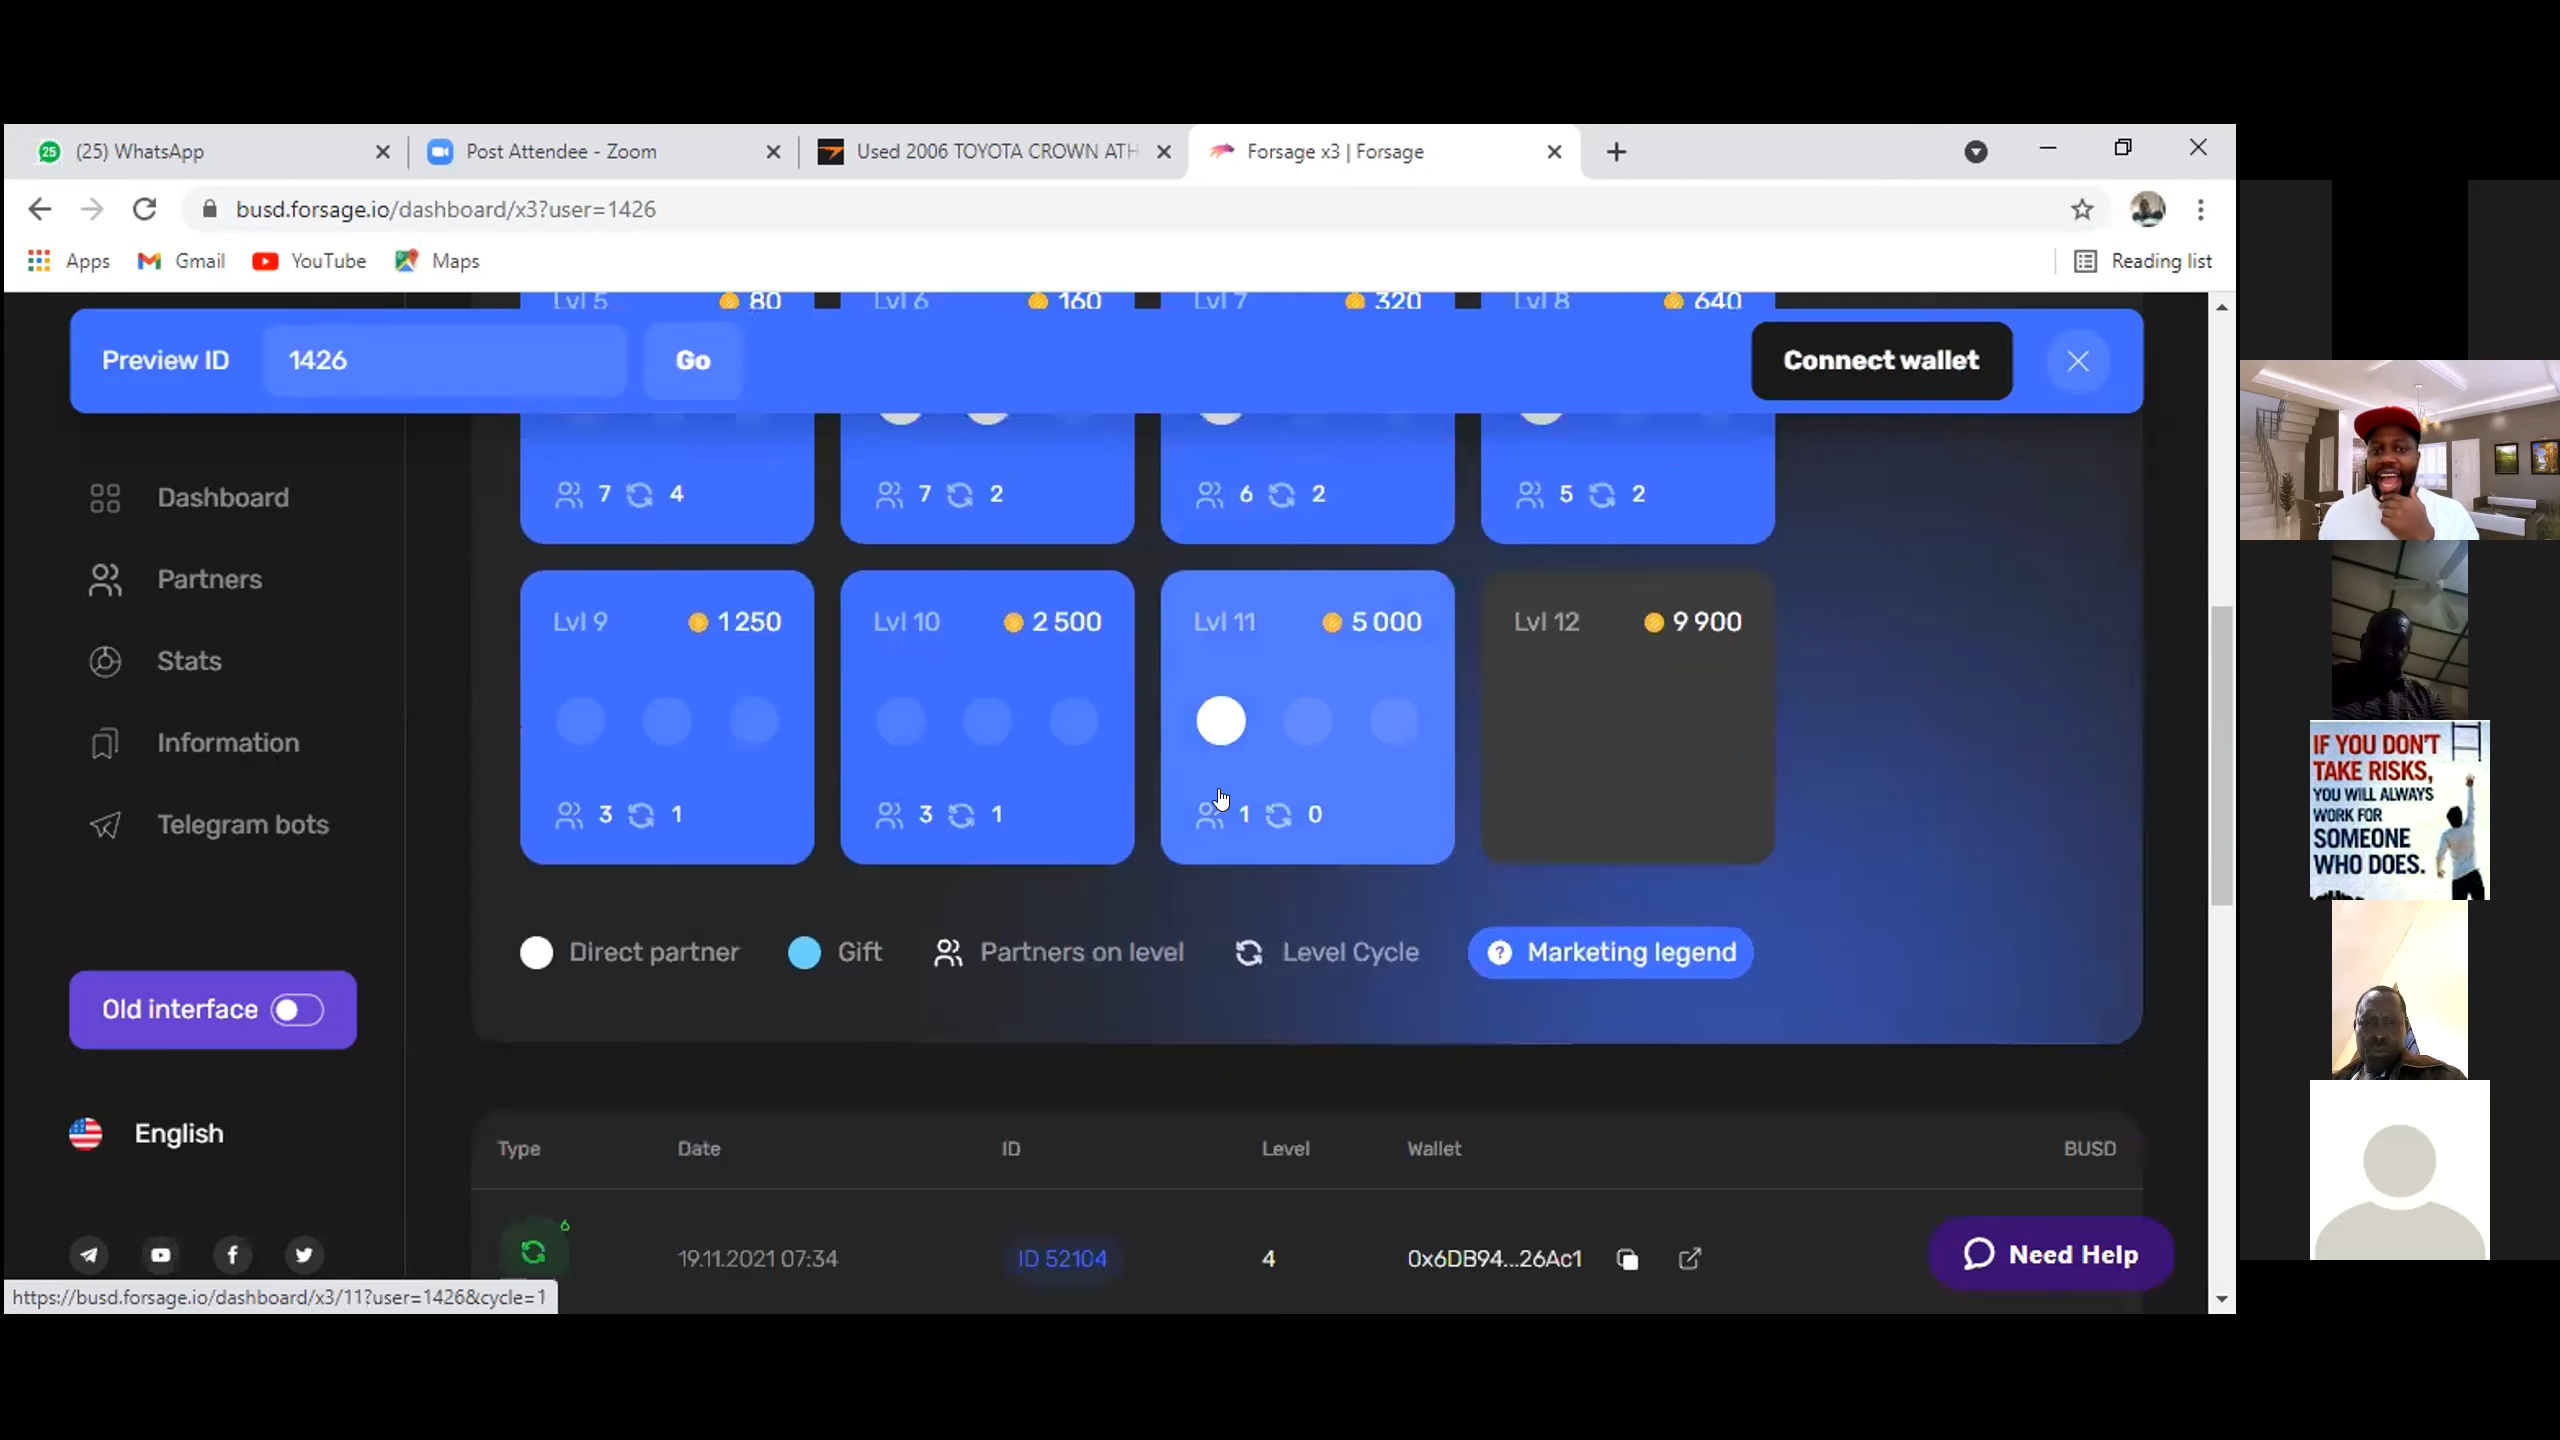 25 (25) WhatsApp
Post Attendee - Zoom
Used 2006 TOYOTA CROWN ATH
Forsage x3 | Forsage
busd.forsage.io/dashboard/x3?user=1426
Apps
Gmail
YouTube
Maps
Reading list
Lvl 5 80
Lvl 6 160
Lvl 7 320
Lvl 8 640
Preview ID
1426
Go
Connect wallet
7 4
7 2
6 2
5 2
Dashboard
Partners
Stats
Information
Telegram bots
Lvl 9 1 250
Lvl 10 2 500
Lvl 11 5 000
Lvl 12 9 900
3 1
3 1
1 0
Direct partner
Gift
Partners on level
Level Cycle
? Marketing legend
Old interface
English
Type Date ID Level Wallet BUSD
6
19.11.2021 07:34 ID 52104 4 0x6DB94...26Ac1
Need Help
https://busd.forsage.io/dashboard/x3/11?user=1426&cycle=1
IF YOU DON'T
TAKE RISKS,
YOU WILL ALWAYS
WORK FOR
SOMEONE
WHO DOES.